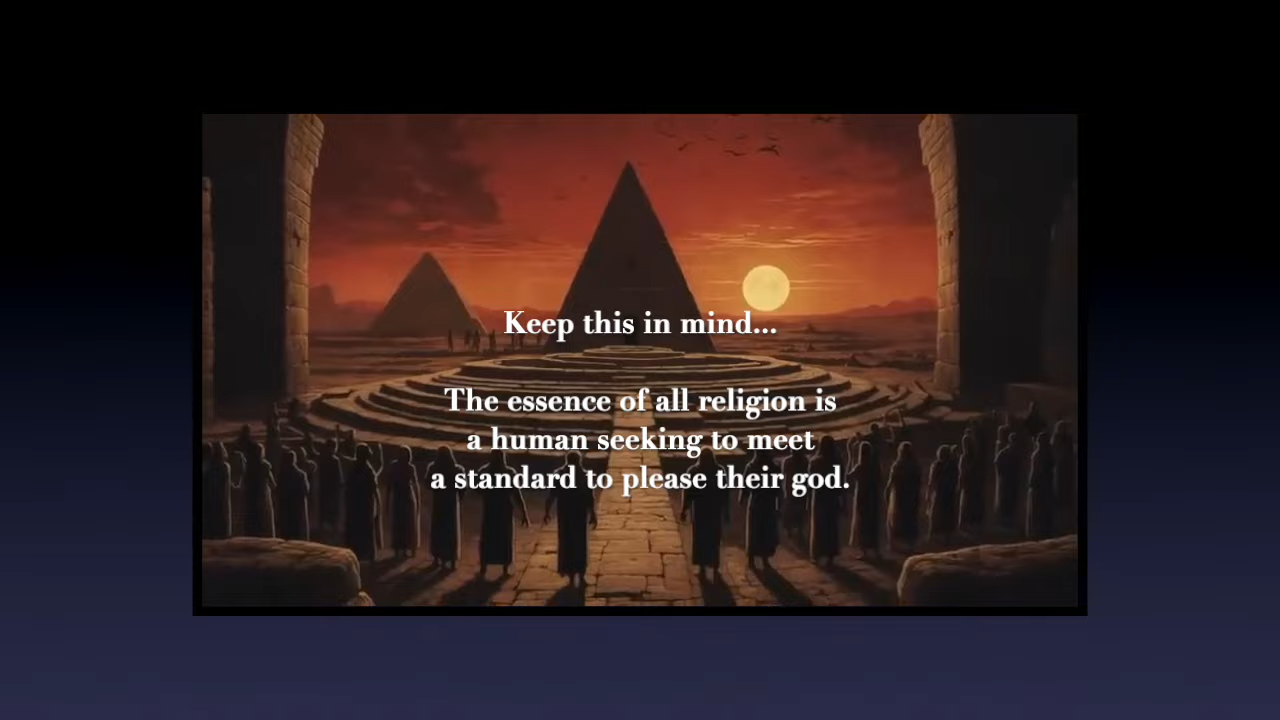 Keep this in mind...
The essence of all religion is
a human seeking to meet
a standard to please their god.